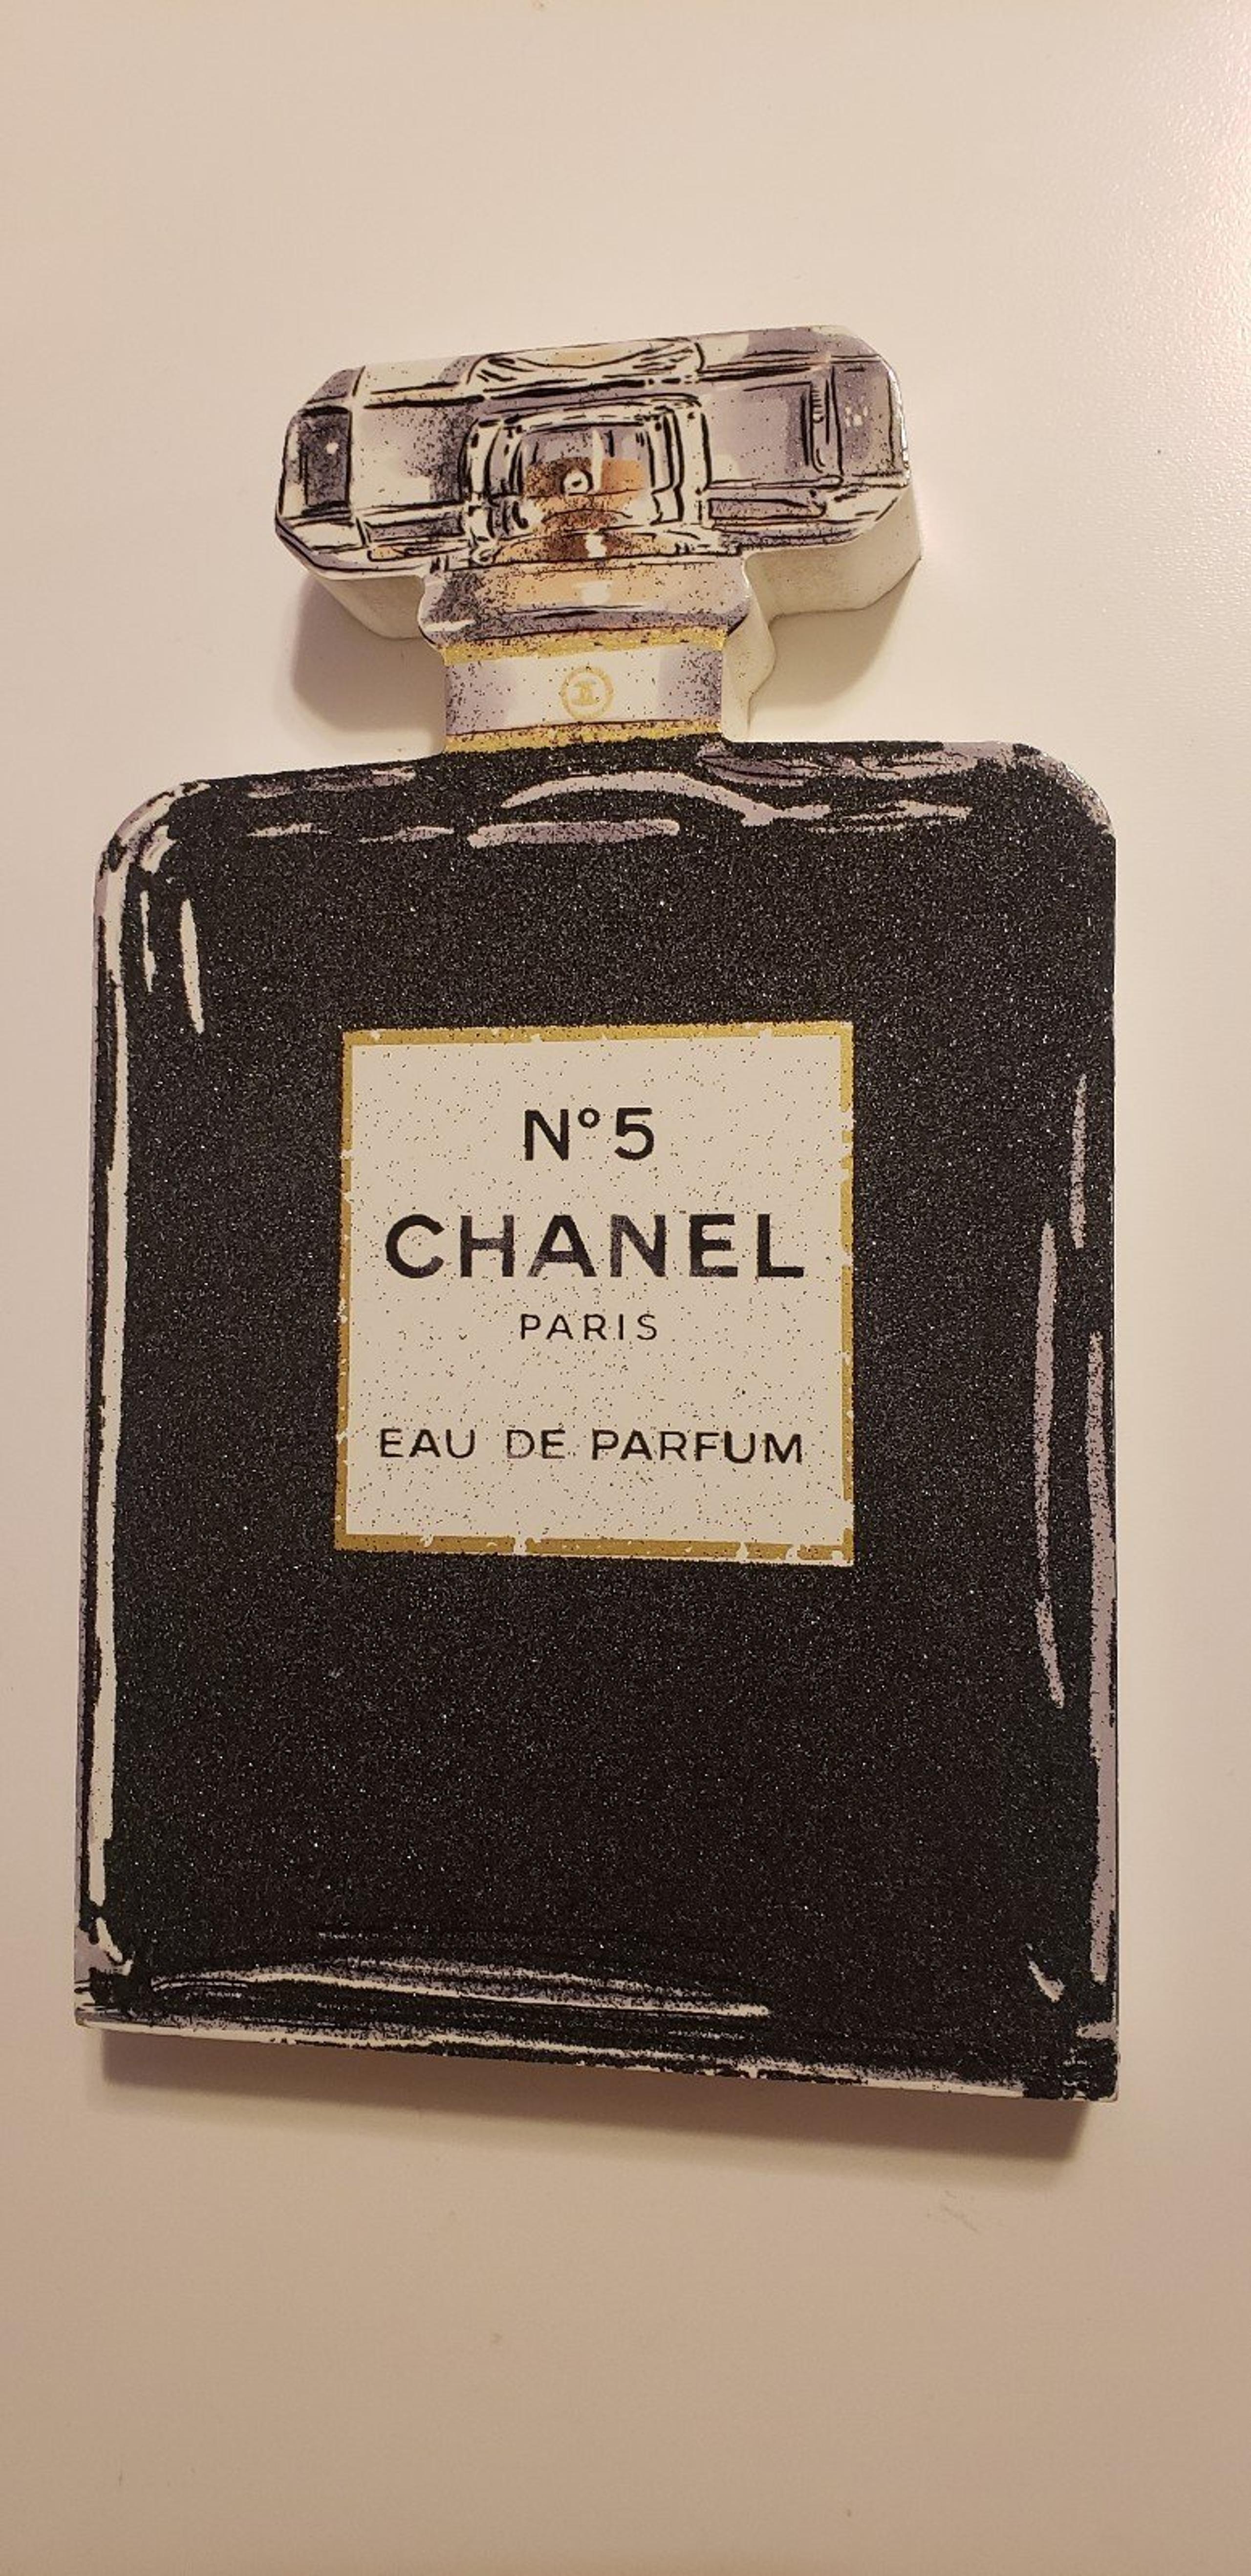 N°5
CHANEL
PARIS
EAU DE PARFUM